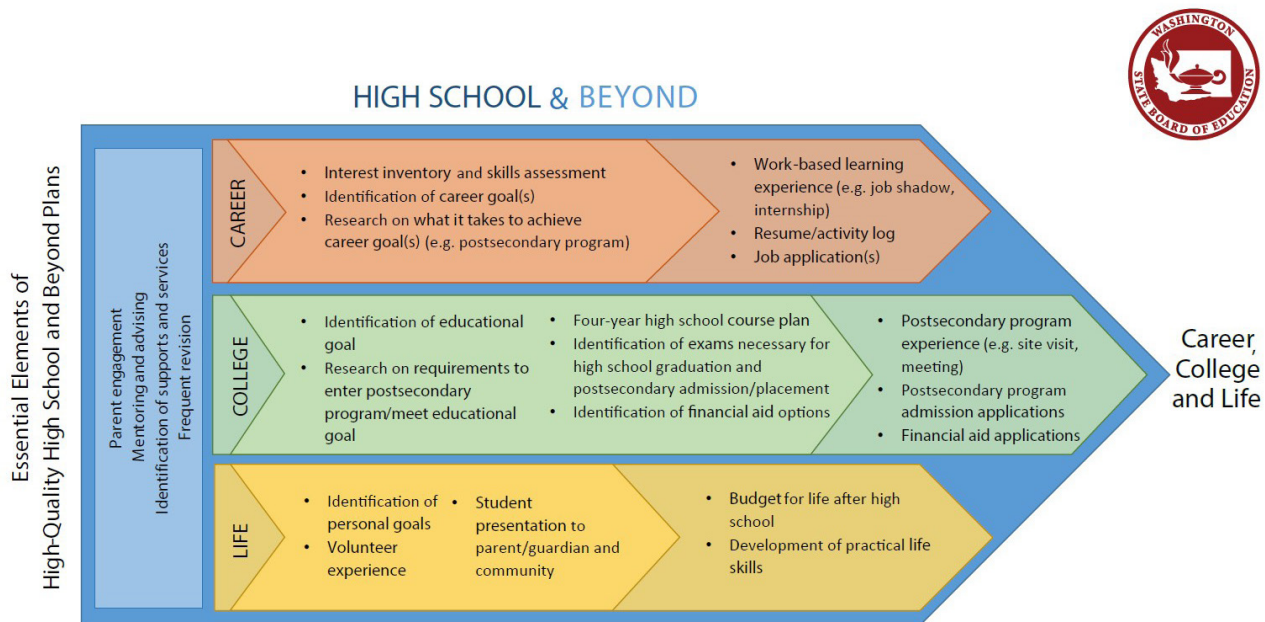 WASHINGTON
STATE BOARD OF EDUCATION
HIGH SCHOOL & BEYOND
Essential Elements of
High-Quality High School and Beyond Plans
Parent engagement
Mentoring and advising
Identification of supports and services
Frequent revision
CAREER
• Interest inventory and skills assessment
• Identification of career goal(s)
• Research on what it takes to achieve
career goal(s) (e.g. postsecondary program)
• Work-based learning
experience (e.g. job shadow,
internship)
• Resume/activity log
• Job application(s)
COLLEGE
• Identification of educational
goal
• Research on requirements to
enter postsecondary
program/meet educational
goal
• Four-year high school course plan
• Identification of exams necessary for
high school graduation and
postsecondary admission/placement
• Identification of financial aid options
• Postsecondary program
experience (e.g. site visit,
meeting)
• Postsecondary program
admission applications
• Financial aid applications
LIFE
• Identification of
personal goals
• Volunteer
experience
• Student
presentation to
parent/guardian and
community
• Budget for life after high
school
• Development of practical life
skills
Career,
College
and Life